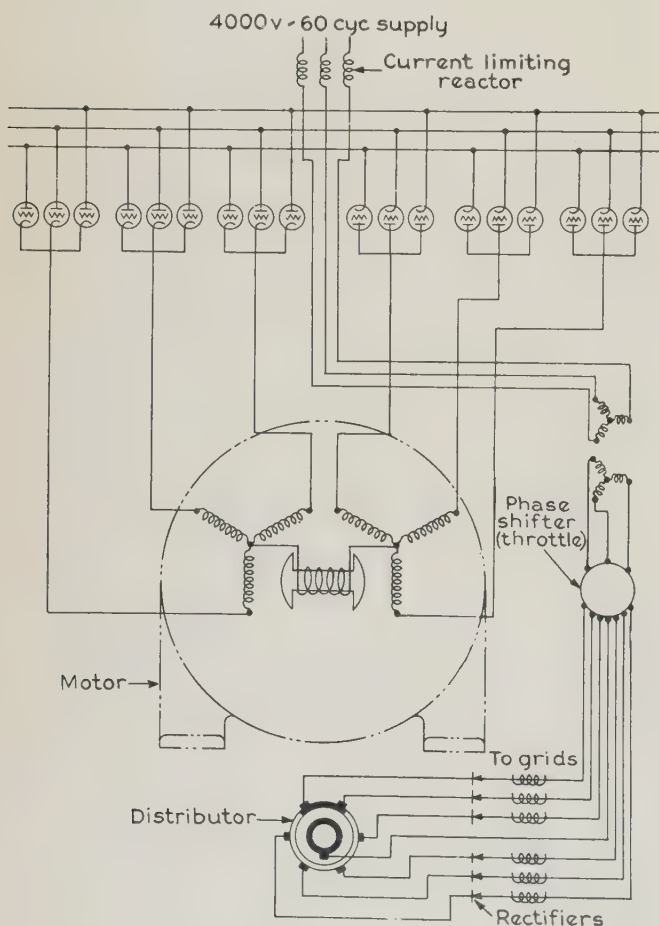 4000v-60 cyc supply
Current limiting
reactor
Phase
shifter
(throttle)
Motor
To grids
Distributor
Rectifiers